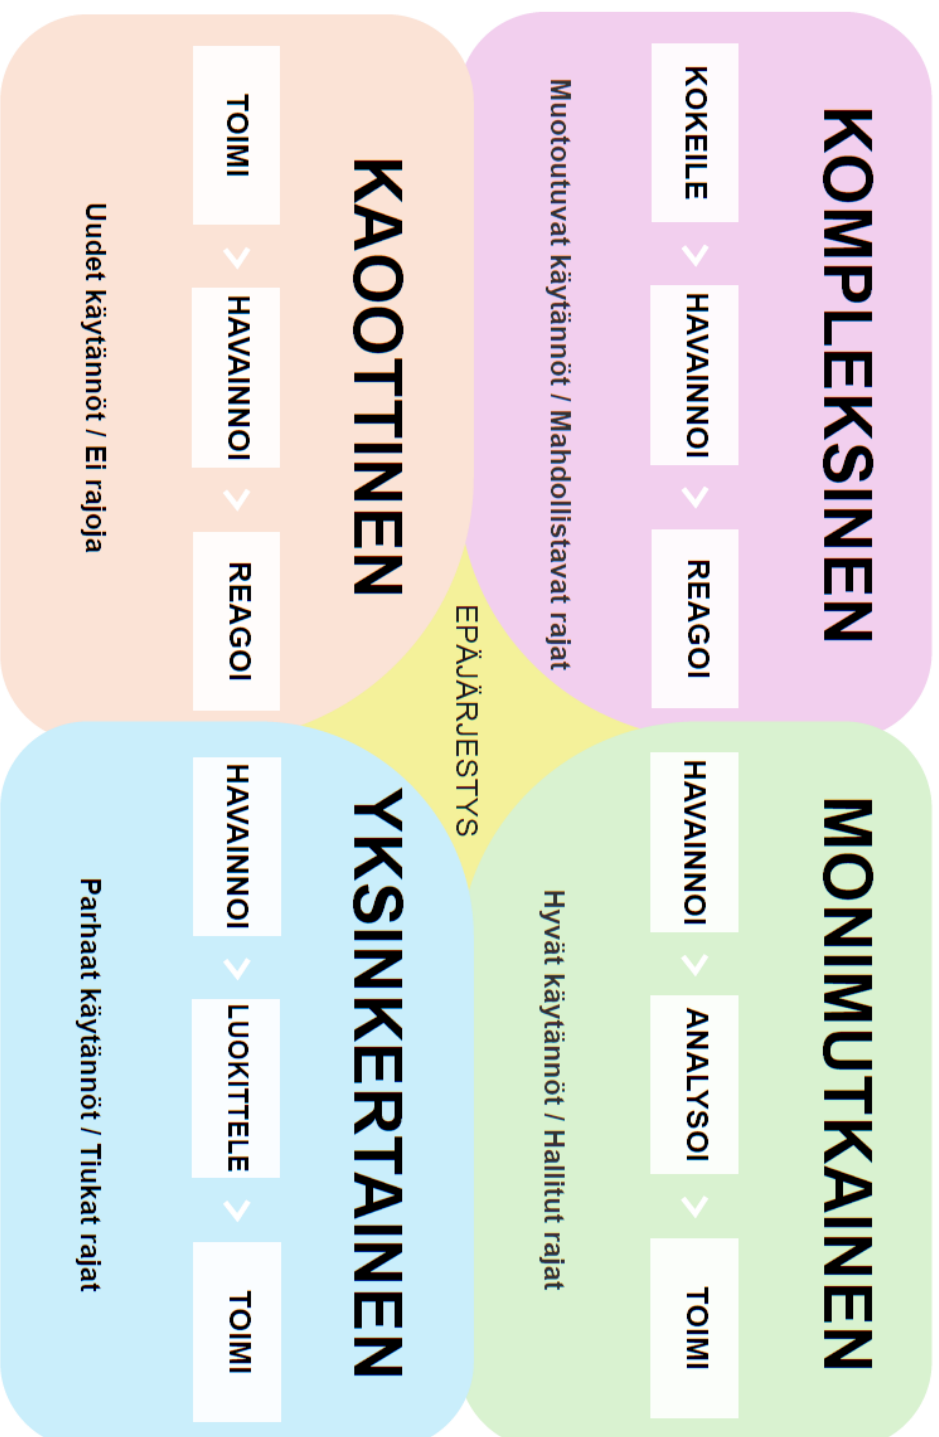 KOMPLEKSINEN
KOKEILE
HAVAINNOI
REAGOI
Muotoutuvat käytännöt / Mahdollistavat rajat
MONIMUTKAINEN
HAVAINNOI
ANALYSOI
TOIMI
Hyvät käytännöt / Hallitut rajat
EPÄJÄRJESTYS
KAOOTTINEN
TOIMI
HAVAINNOI
REAGOI
Uudet käytännöt / Ei rajoja
YKSINKERTAINEN
HAVAINNOI
LUOKITTELE
TOIMI
Parhaat käytännöt / Tiukat rajat